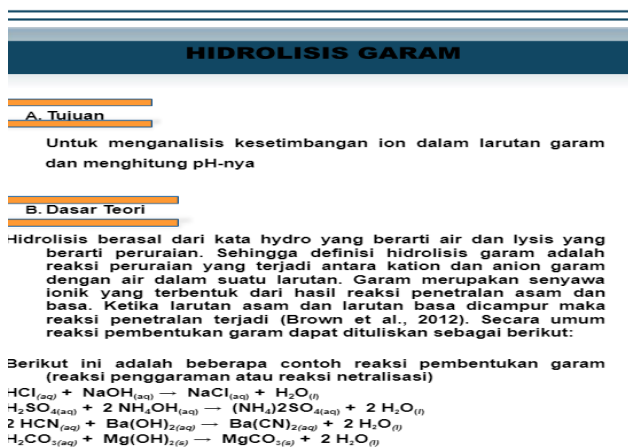 HIDROLISIS GARAM
A. Tujuan
Untuk menganalisis kesetimbangan ion dalam larutan garam
dan menghitung pH-nya
B. Dasar Teori
Hidrolisis berasal dari kata hydro yang berarti air dan lysis yang
berarti peruraian. Sehingga definisi hidrolisis garam adalah
reaksi peruraian yang terjadi antara kation dan anion garam
dengan air dalam suatu larutan. Garam merupakan senyawa
ionik yang terbentuk dari hasil reaksi penetralan asam dan
basa. Ketika larutan asam dan larutan basa dicampur maka
reaksi penetralan terjadi (Brown et al., 2012). Secara umum
reaksi pembentukan garam dapat dituliskan sebagai berikut:
Berikut ini adalah beberapa contoh reaksi pembentukan garam
(reaksi penggaraman atau reaksi netralisasi)
HCl(aq) + NaOH(aq) → NaCl(aq) + H₂O(l)
H₂SO₄(aq) + 2 NH₄OH(aq) → (NH₄)2SO₄(aq) + 2 H₂O(l)
2 HCN(aq) + Ba(OH)₂(aq) → Ba(CN)₂(aq) + 2 H₂O(l)
H₂CO₃(aq) + Mg(OH)₂(s) → MgCO₃(s) + 2 H₂O(l)